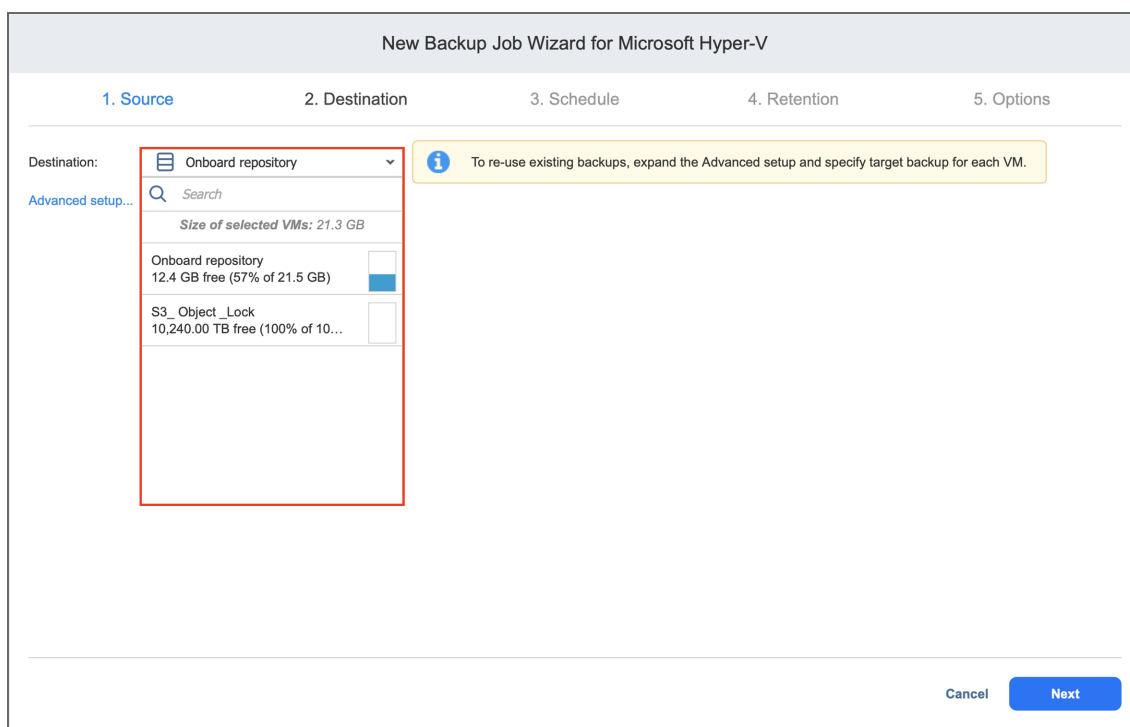 New Backup Job Wizard for Microsoft Hyper-V
1. Source 2. Destination 3. Schedule 4. Retention 5. Options
Destination: Onboard repository
To re-use existing backups, expand the Advanced setup and specify target backup for each VM.
Advanced setup...
Search
Size of selected VMs: 21.3 GB
Onboard repository
12.4 GB free (57% of 21.5 GB)
S3_ Object _Lock
10,240.00 TB free (100% of 10...
Cancel Next